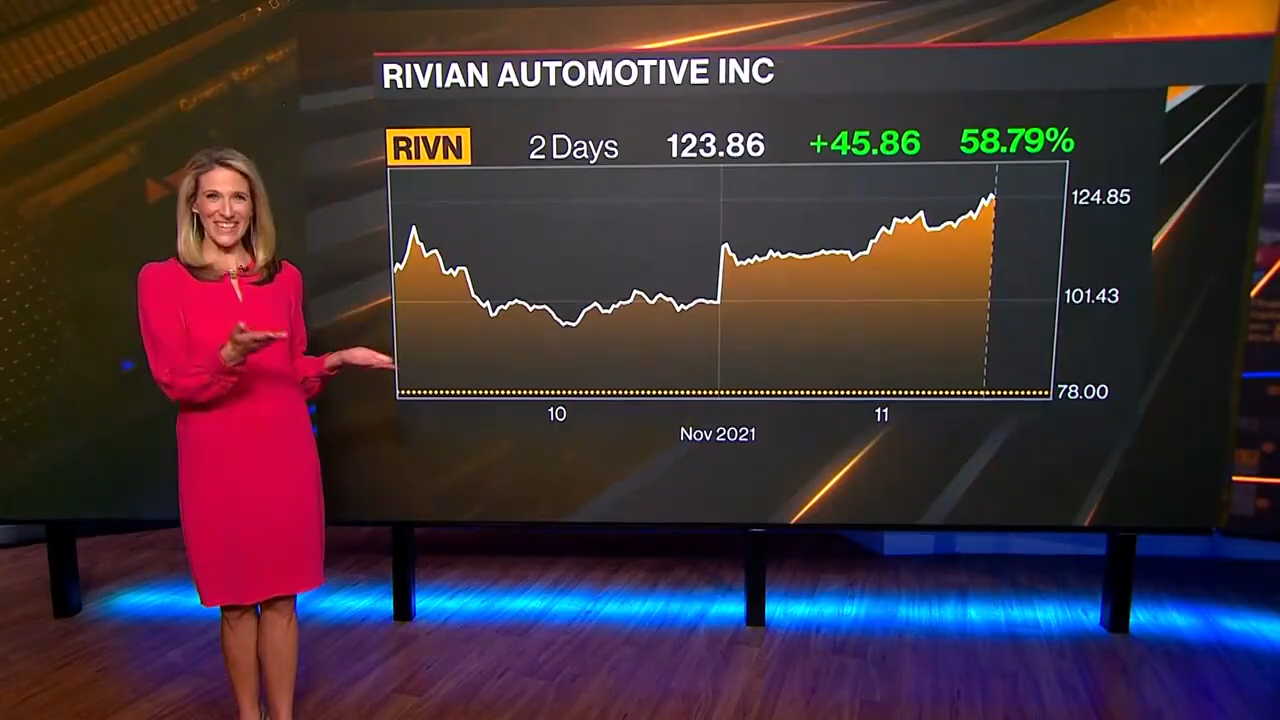 RIVIAN AUTOMOTIVE INC
RIVN 2 Days 123.86 +45.86 58.79%
124.85
101.43
78.00
10 11
Nov 2021